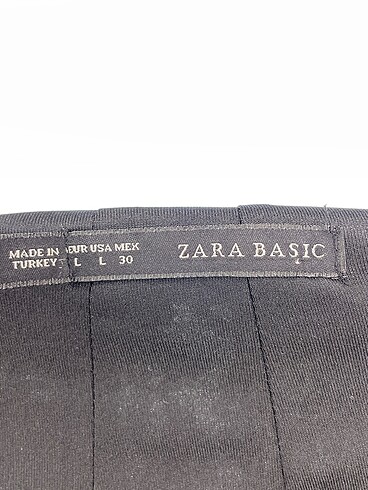 MADE IN
TURKEY
EUR USA MEX
L L 30
ZARA BASIC